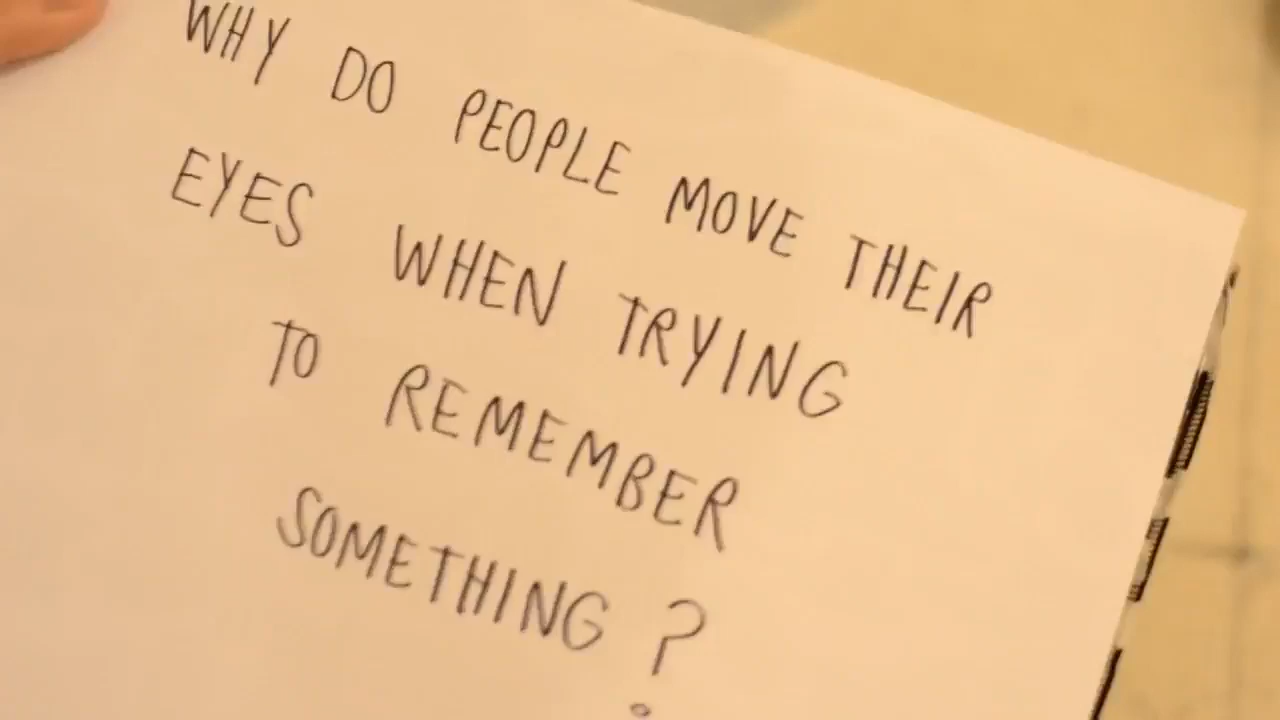 WHY DO PEOPLE MOVE THEIR
EYES WHEN TRYING
TO REMEMBER
SOMETHING?